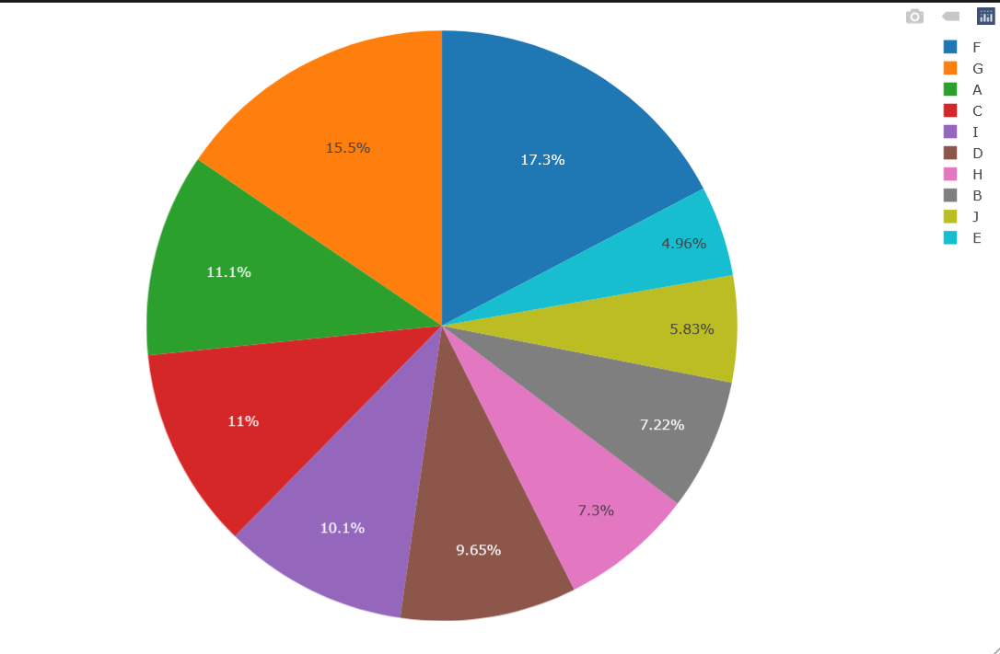 F
G
A
C
I
D
H
B
J
E
15.5%
17.3%
4.96%
11.1%
5.83%
11%
7.22%
7.3%
10.1%
9.65%